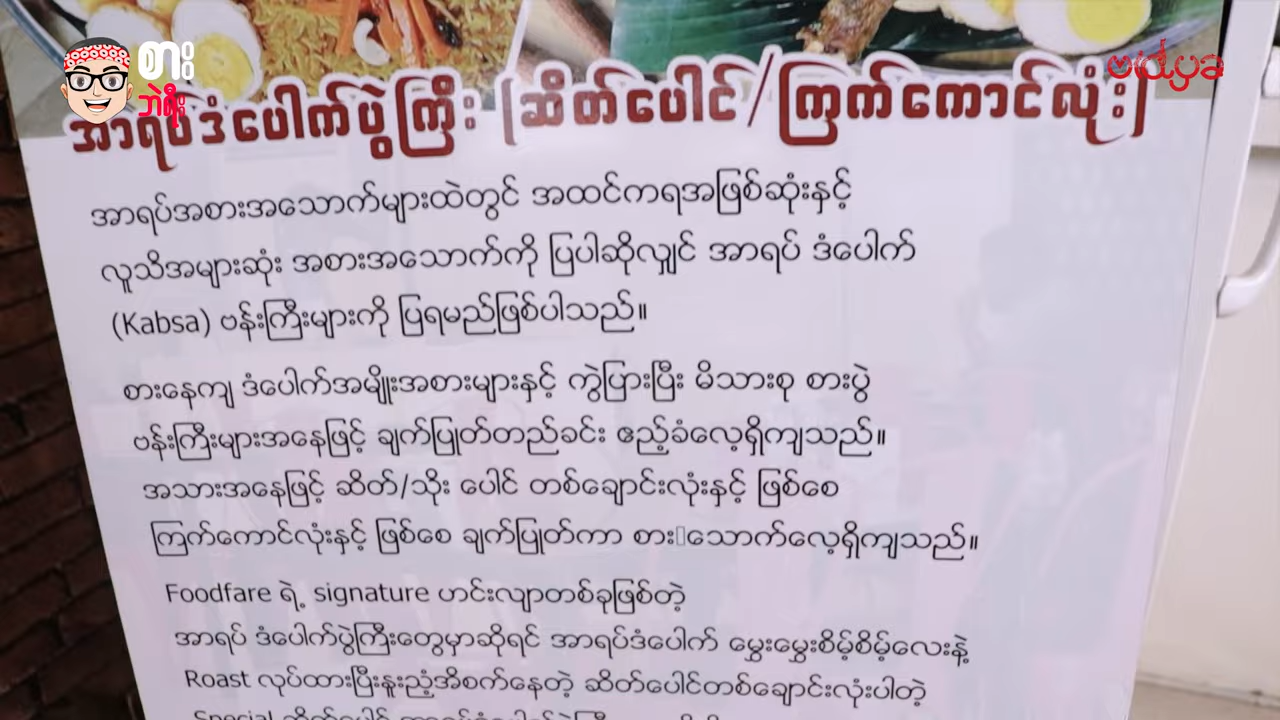 စား
ဘဲရီး
အာရပ်ဒံပေါက်ပွဲကြီး (ဆိတ်ပေါင်/ကြက်ကောင်လုံး)
အာရပ်အစားအသောက်များထဲတွင် အထင်ကရအဖြစ်ဆုံးနှင့်
လူသိအများဆုံး အစားအသောက်ကို ပြပါဆိုလျှင် အာရပ် ဒံပေါက်
(Kabsa) ဗန်းကြီးများကို ပြရမည်ဖြစ်ပါသည်။
စားနေကျ ဒံပေါက်အမျိုးအစားများနှင့် ကွဲပြားပြီး မိသားစု စားပွဲ
ဗန်းကြီးများအနေဖြင့် ချက်ပြုတ်တည်ခင်း ဧည့်ခံလေ့ရှိကျသည်။
အသားအနေဖြင့် ဆိတ်/သိုး ပေါင် တစ်ချောင်းလုံးနှင့် ဖြစ်စေ
ကြက်ကောင်လုံးနှင့် ဖြစ်စေ ချက်ပြုတ်ကာ စားသောက်လေ့ရှိကျသည်။
Foodfare ရဲ့ signature ဟင်းလျာတစ်ခုဖြစ်တဲ့
အာရပ် ဒံပေါက်ပွဲကြီးတွေမှာဆိုရင် အာရပ်ဒံပေါက် မွှေးမွှေးစိမ့်စိမ့်လေးနဲ့
Roast လုပ်ထားပြီးနူးညံ့အိစက်နေတဲ့ ဆိတ်ပေါင်တစ်ချောင်းလုံးပါတဲ့
Special ဆိတ်ပေါင်